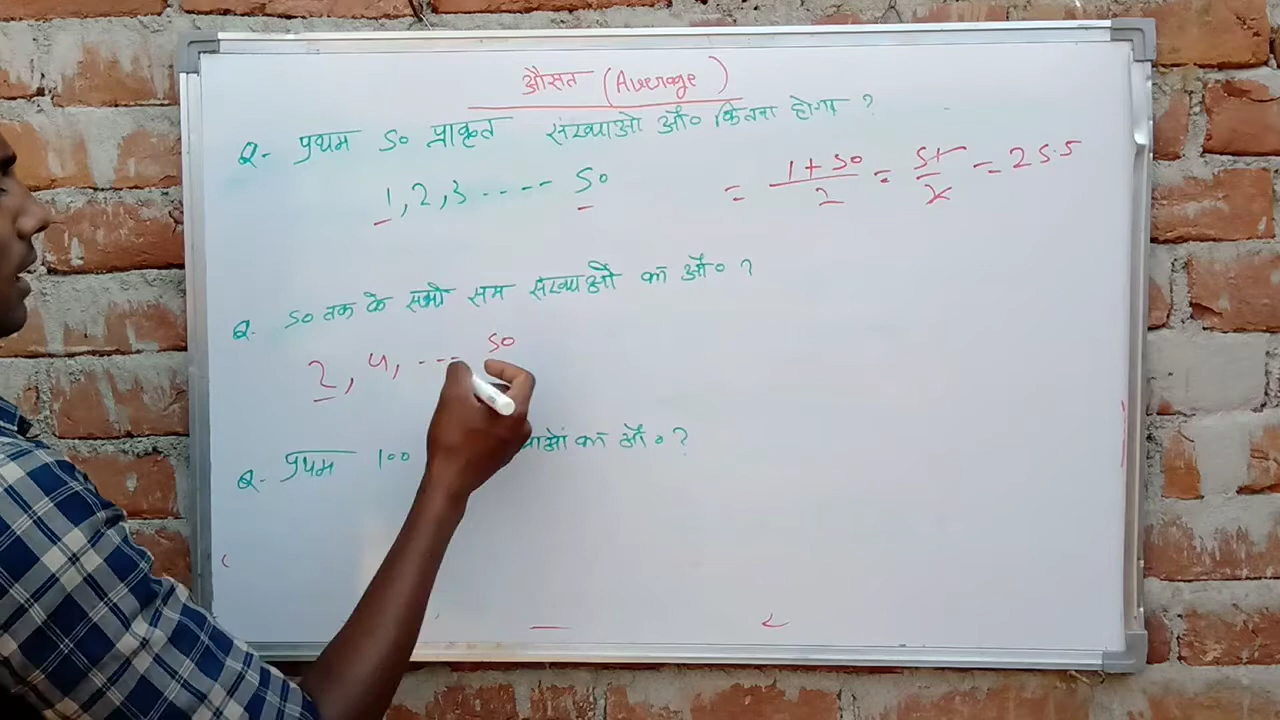 औसत (Average)
Q- प्रथम 50 प्राकृत संख्याओ औ० कितना होगा ?
1, 2, 3 ----- 50
= 1+50/2 = 51/2 = 25.5
Q. 50 तक के सभी सम संख्याओं का औ० ?
2, 4, --- 50
Q. प्रथम 100 का औ० ?